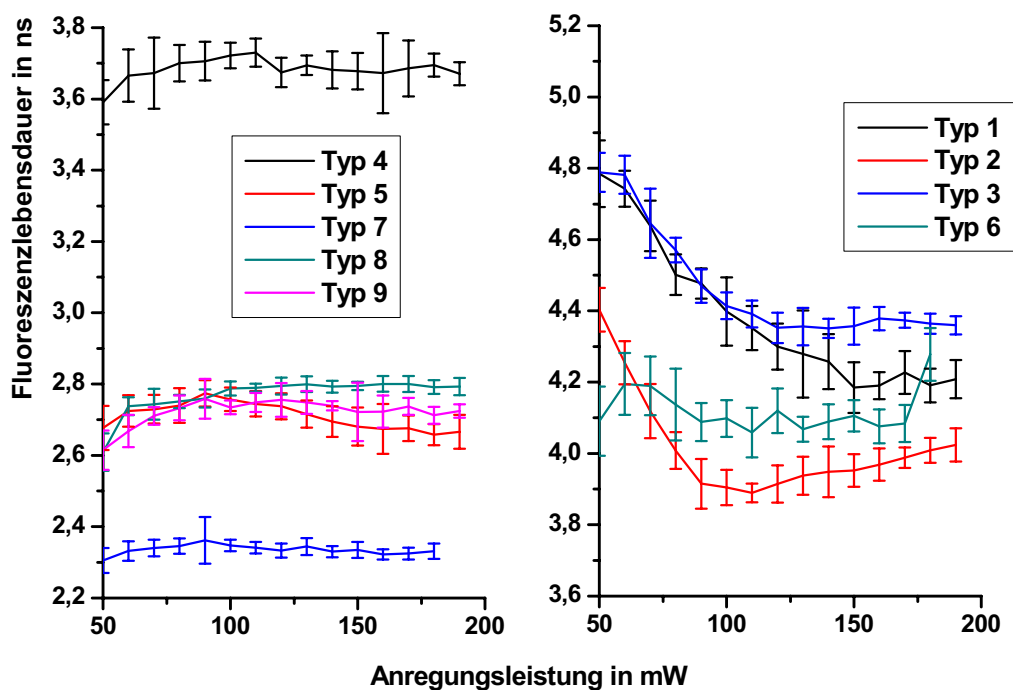 Fluoreszenzlebensdauer in ns
3,8
3,6
3,4
3,2
3,0
2,8
2,6
2,4
2,2
50
100
150
200
Typ 4
Typ 5
Typ 7
Typ 8
Typ 9
5,2
5,0
4,8
4,6
4,4
4,2
4,0
3,8
3,6
50
100
150
200
Typ 1
Typ 2
Typ 3
Typ 6
Anregungsleistung in mW